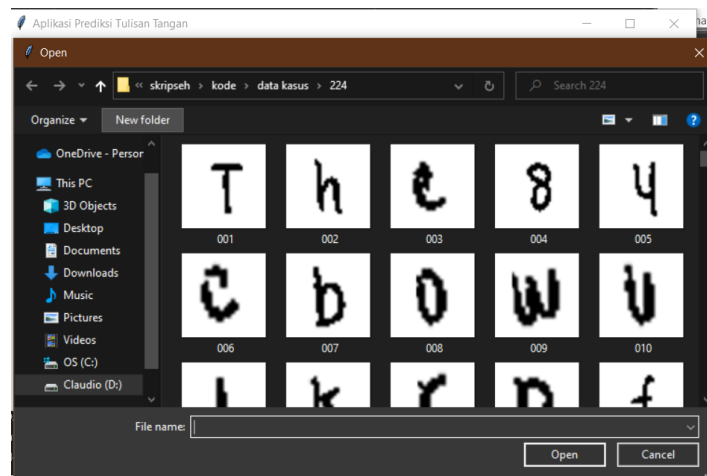 Aplikasi Prediksi Tulisan Tangan
Open
« skripseh › kode › data kasus › 224
Search 224
Organize New folder
OneDrive - Person
This PC
3D Objects
Desktop
Documents
Downloads
Music
Pictures
Videos
OS (C:)
Claudio (D:)
T h e 8 4
001 002 003 004 005
C b O W U
006 007 008 009 010
k r n f
File name:
Open Cancel